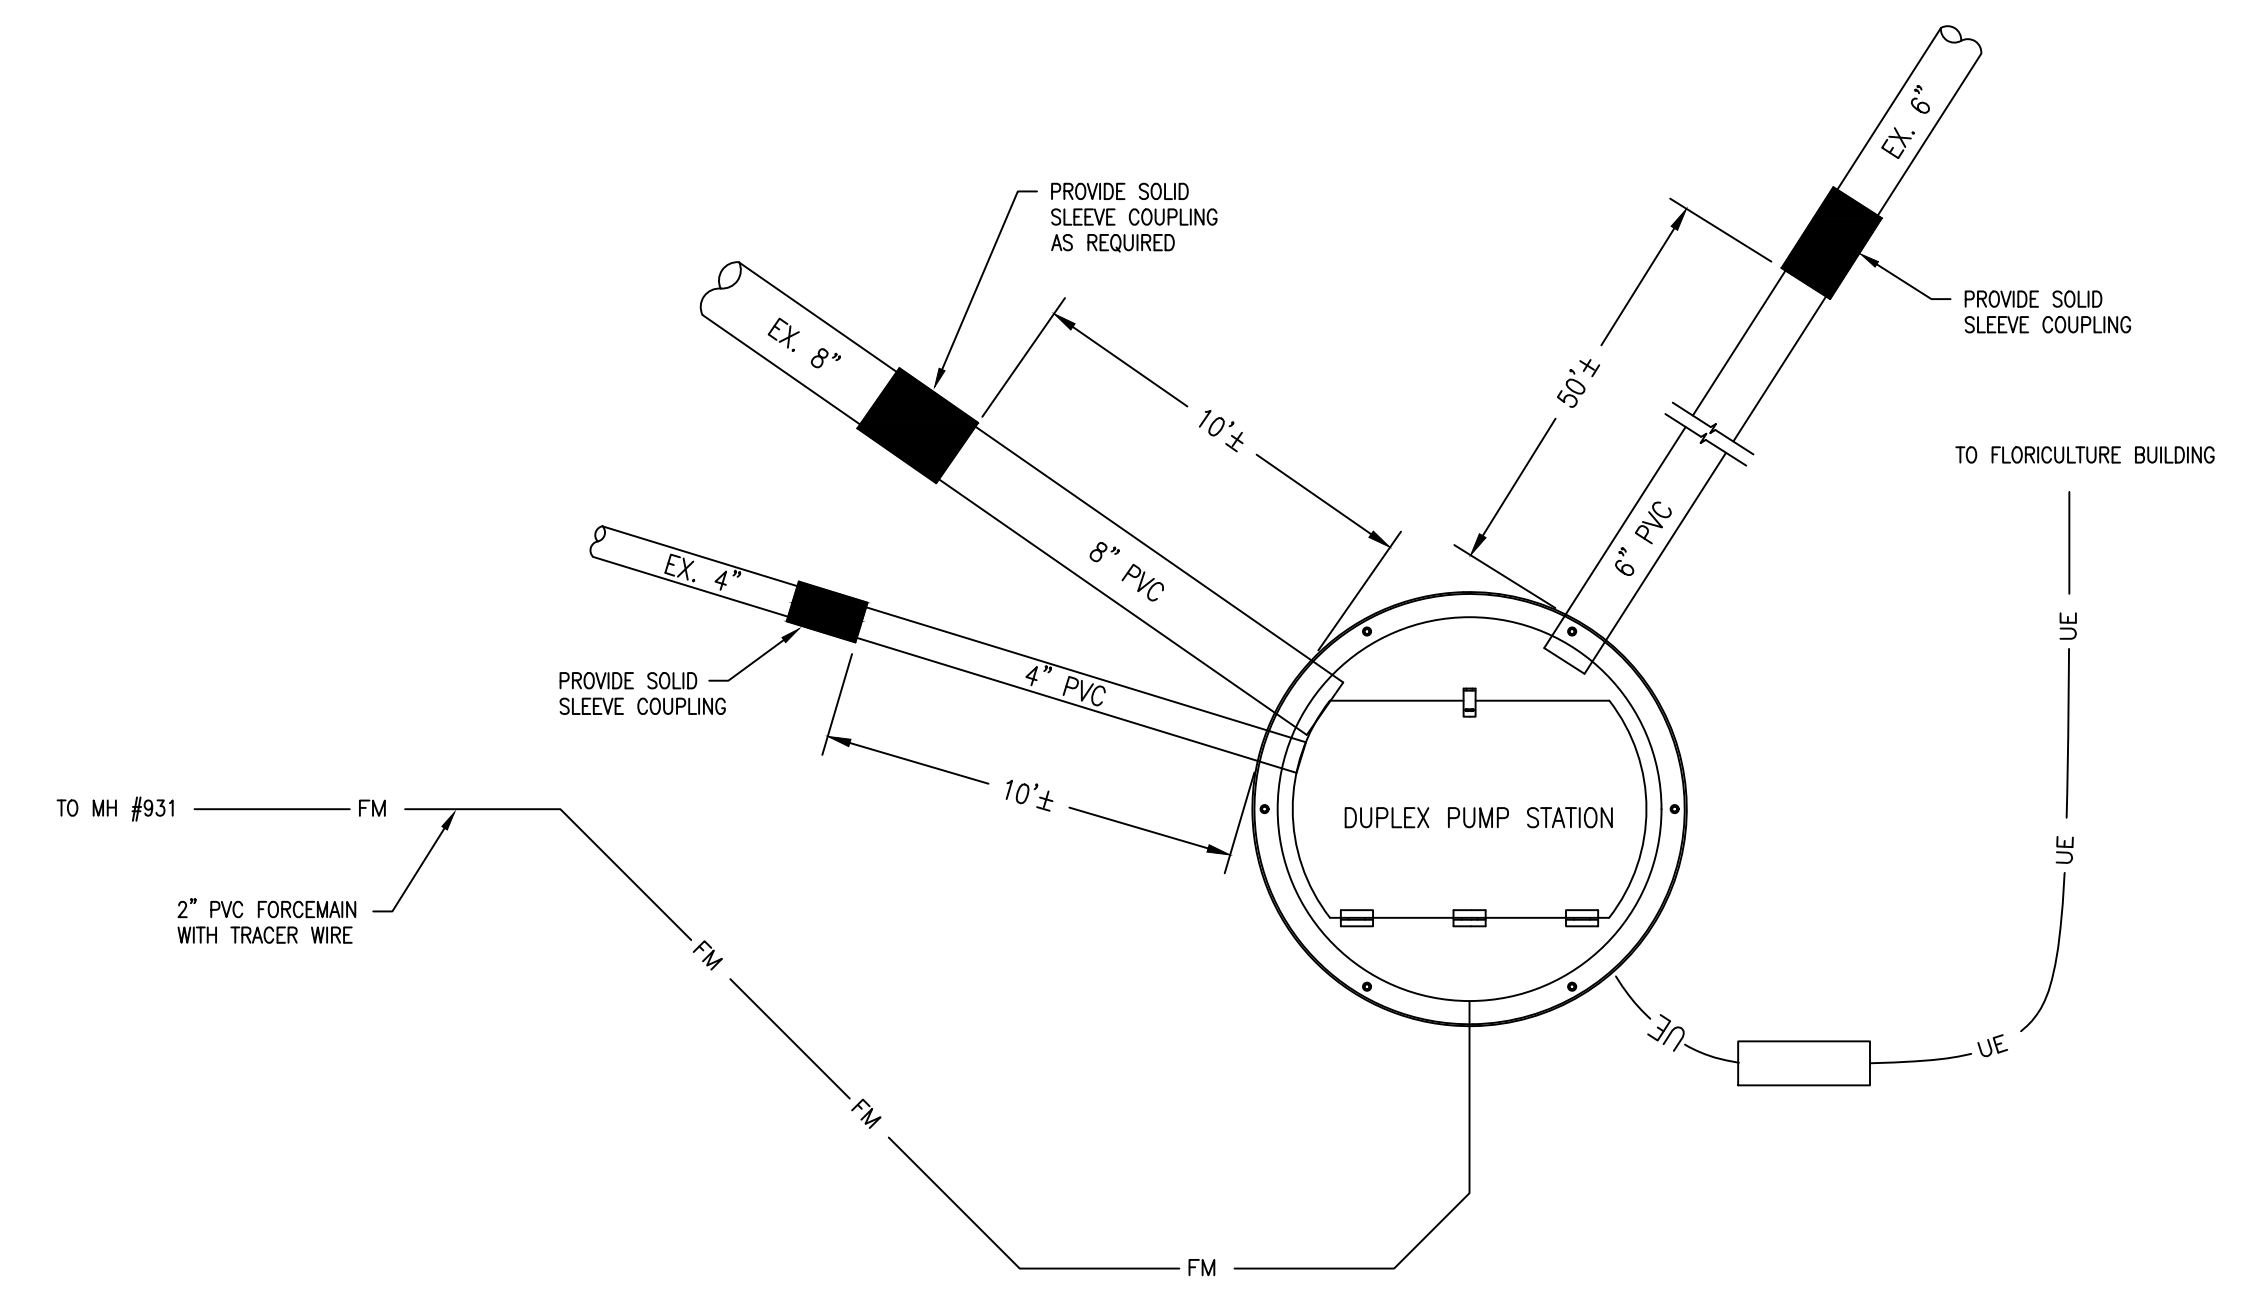 EX. 6”
PROVIDE SOLID
SLEEVE COUPLING
AS REQUIRED
PROVIDE SOLID
SLEEVE COUPLING
EX. 8”
50'±
10'±
TO FLORICULTURE BUILDING
6” PVC
8” PVC
EX. 4”
UE
4” PVC
PROVIDE SOLID
SLEEVE COUPLING
10'±
TO MH #931
FM
DUPLEX PUMP STATION
UE
2” PVC FORCEMAIN
WITH TRACER WIRE
FM
UE
UE
FM
FM